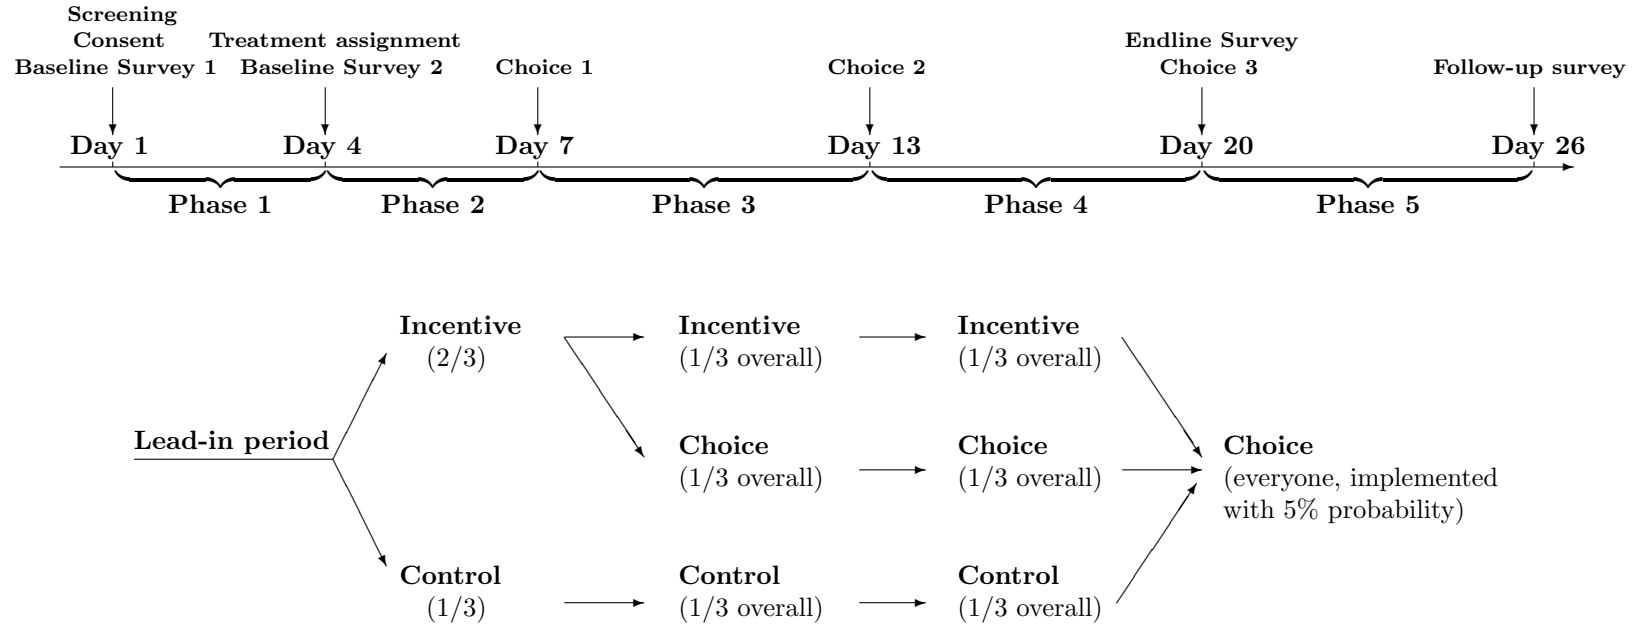 Screening
Consent
Baseline Survey 1
Treatment assignment
Baseline Survey 2
Choice 1
Choice 2
Endline Survey
Choice 3
Follow-up survey
Day 1
Day 4
Day 7
Day 13
Day 20
Day 26
Phase 1
Phase 2
Phase 3
Phase 4
Phase 5
Lead-in period
Incentive
(2/3)
Control
(1/3)
Incentive
(1/3 overall)
Choice
(1/3 overall)
Control
(1/3 overall)
Incentive
(1/3 overall)
Choice
(1/3 overall)
Control
(1/3 overall)
Choice
(everyone, implemented
with 5% probability)